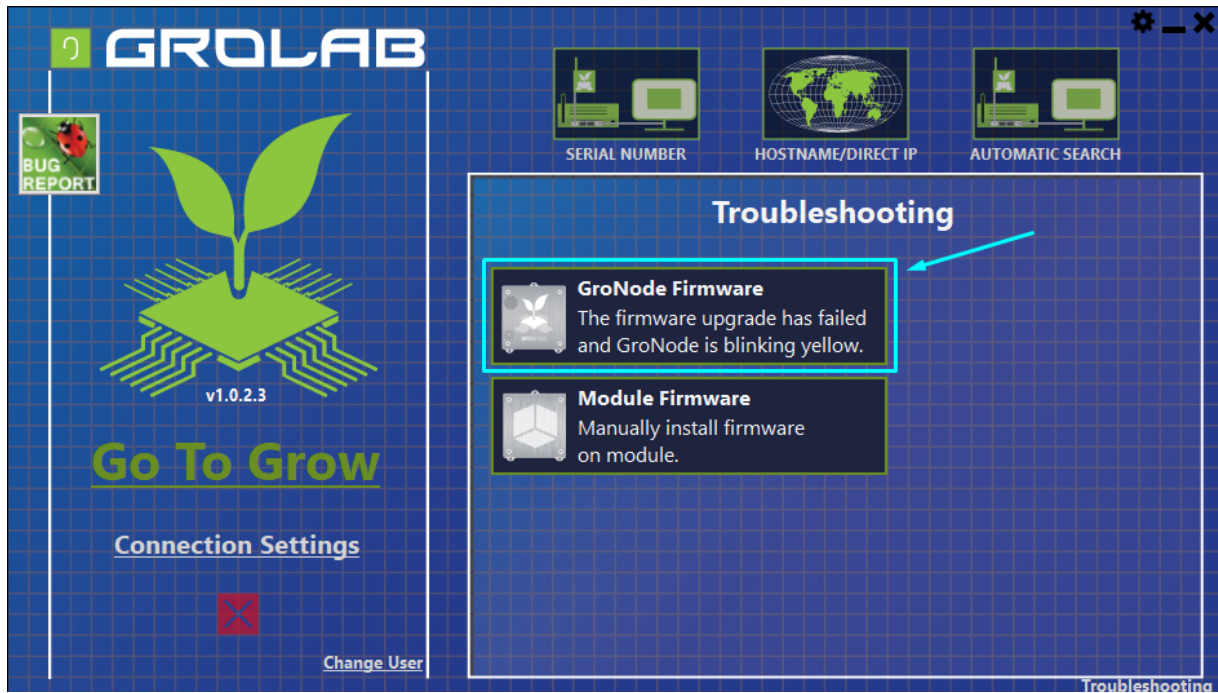 GROLAB
BUG
REPORT
v1.0.2.3
Go To Grow
Connection Settings
Change User
SERIAL NUMBER
HOSTNAME/DIRECT IP
AUTOMATIC SEARCH
Troubleshooting
GroNode Firmware
The firmware upgrade has failed
and GroNode is blinking yellow.
Module Firmware
Manually install firmware
on module.
Troubleshooting